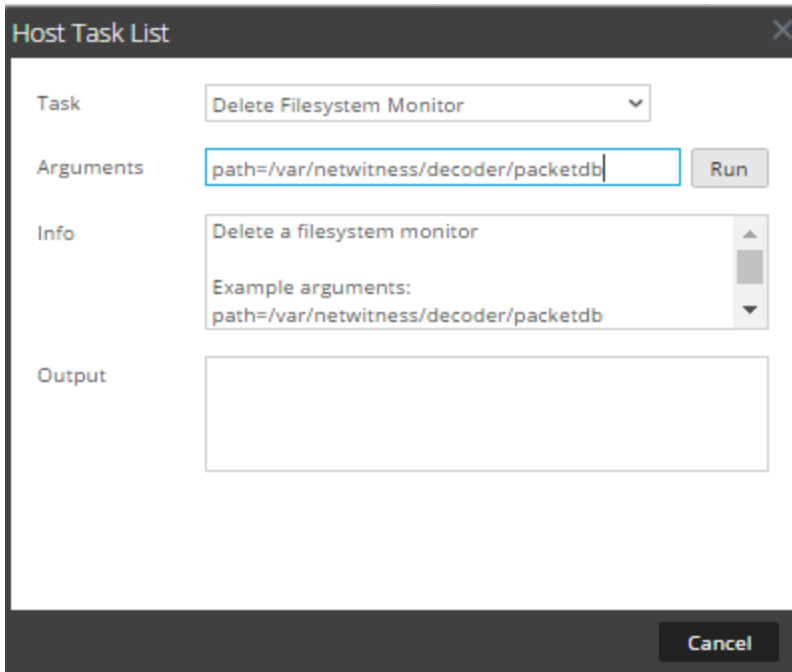 Host Task List
Task
Delete Filesystem Monitor
Arguments
path=/var/netwitness/decoder/packetdb
Run
Info
Delete a filesystem monitor
Example arguments:
path=/var/netwitness/decoder/packetdb
Output
Cancel